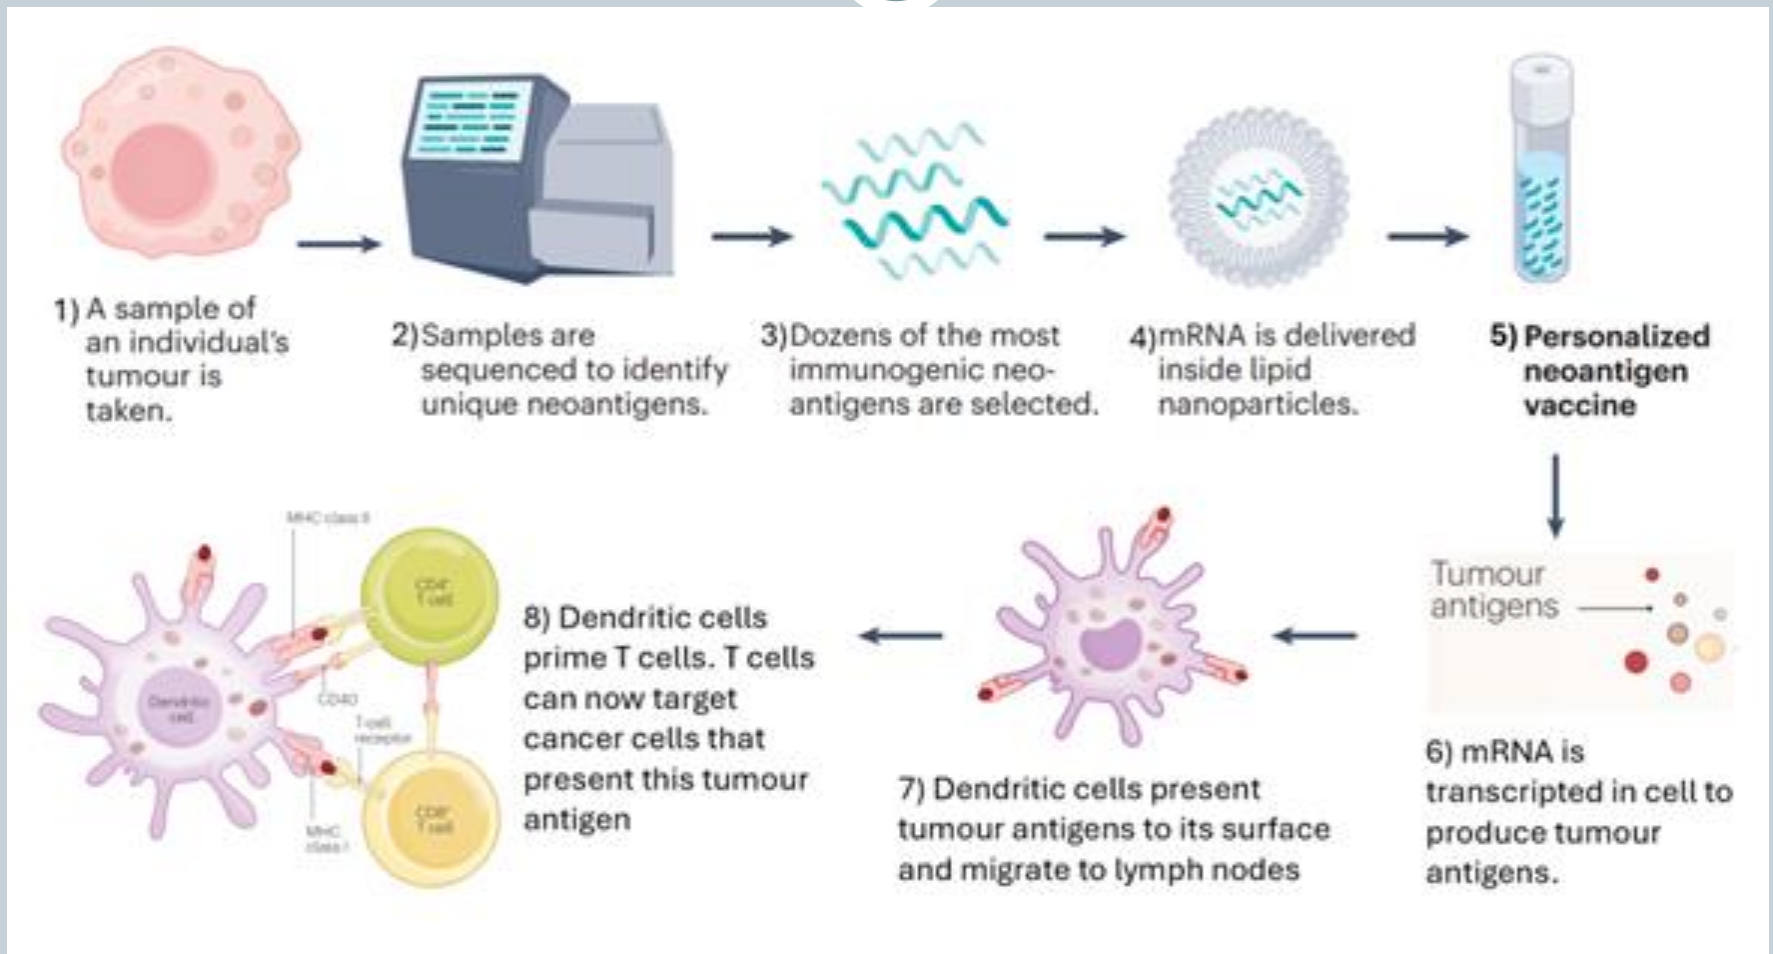 1) A sample of
an individual's
tumour is
taken.
2) Samples are
sequenced to identify
unique neoantigens.
3) Dozens of the most
immunogenic neo-
antigens are selected.
4) mRNA is delivered
inside lipid
nanoparticles.
5) Personalized
neoantigen
vaccine
Tumour
antigens
6) mRNA is
transcripted in cell to
produce tumour
antigens.
7) Dendritic cells present
tumour antigens to its surface
and migrate to lymph nodes
8) Dendritic cells
prime T cells. T cells
can now target
cancer cells that
present this tumour
antigen
MHC class II
CD4+
T cell
Dendritic
cell
CD40
T-cell
receptor
MHC
class I
CD8+
T cell